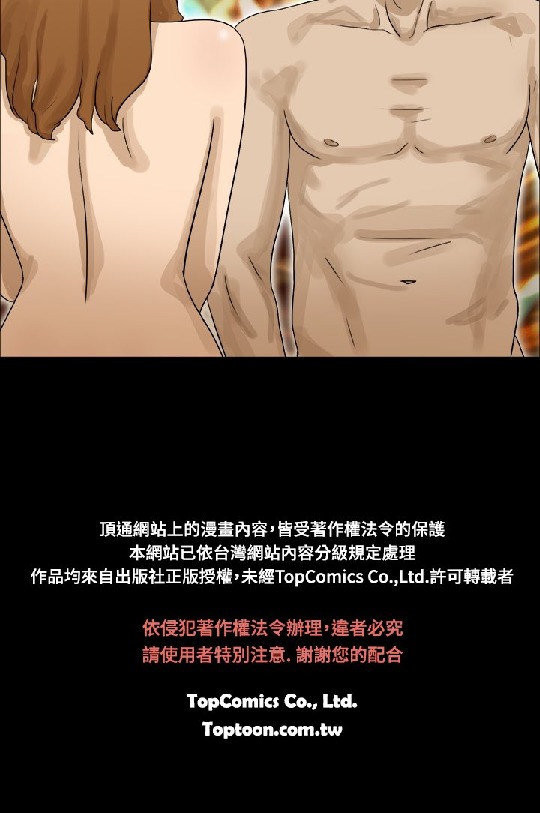 頂通網站上的漫畫內容，皆受著作權法令的保護
本網站已依台灣網站內容分級規定處理
作品均來自出版社正版授權，未經TopComics Co.,Ltd.許可轉載者
依侵犯著作權法令辦理，違者必究
請使用者特別注意. 謝謝您的配合
TopComics Co., Ltd.
Toptoon.com.tw